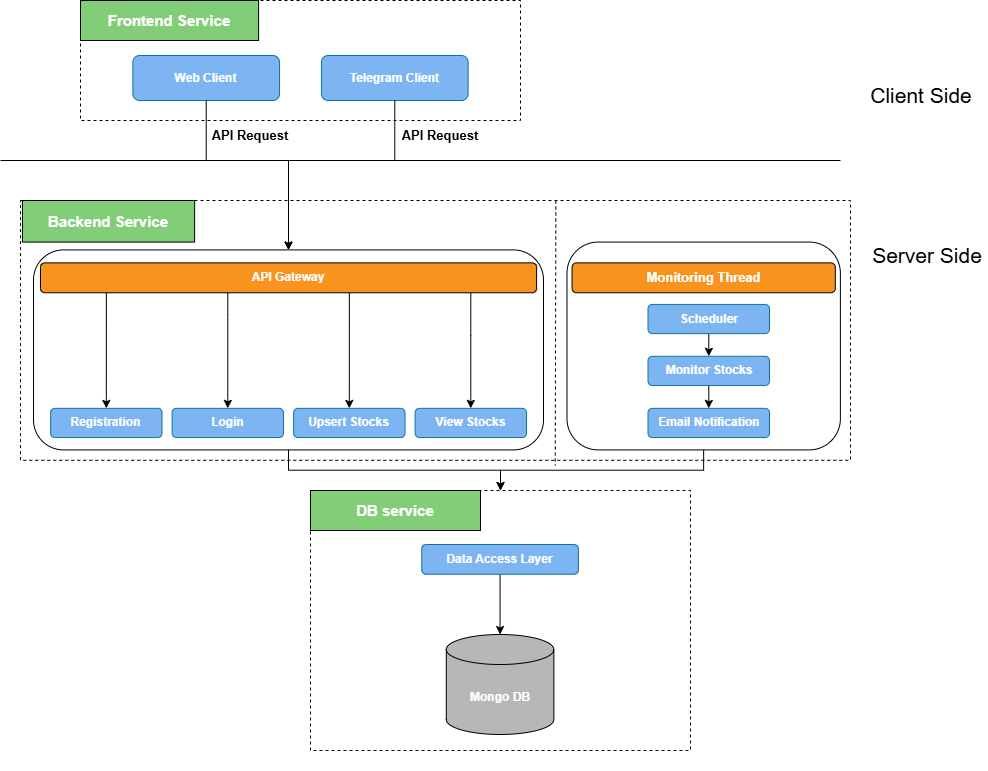 Frontend Service
Web Client
Telegram Client
Client Side
API Request
API Request
Backend Service
Server Side
API Gateway
Monitoring Thread
Scheduler
Monitor Stocks
Registration
Login
Upsert Stocks
View Stocks
Email Notification
DB service
Data Access Layer
Mongo DB